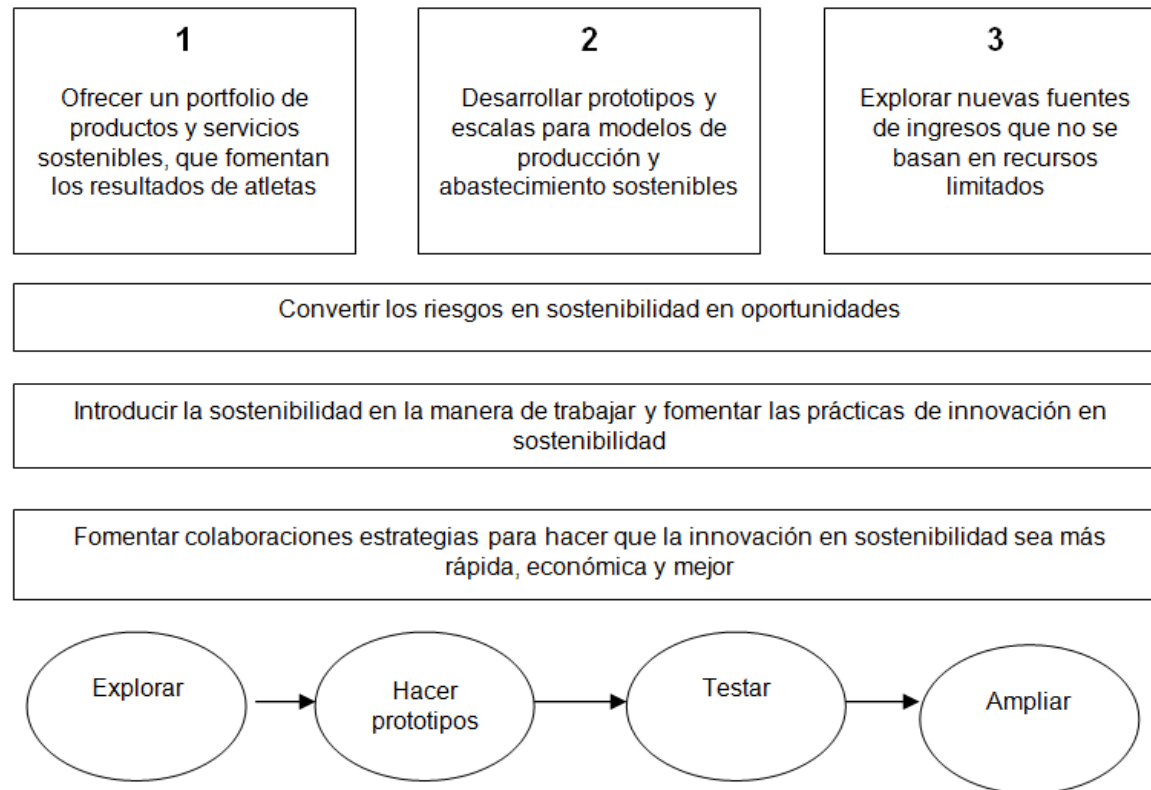 1
Ofrecer un portfolio de
productos y servicios
sostenibles, que fomentan
los resultados de atletas
2
Desarrollar prototipos y
escalas para modelos de
producción y
abastecimiento sostenibles
3
Explorar nuevas fuentes
de ingresos que no se
basan en recursos
limitados
Convertir los riesgos en sostenibilidad en oportunidades
Introducir la sostenibilidad en la manera de trabajar y fomentar las prácticas de innovación en
sostenibilidad
Fomentar colaboraciones estrategias para hacer que la innovación en sostenibilidad sea más
rápida, económica y mejor
Explorar
Hacer
prototipos
Testar
Ampliar